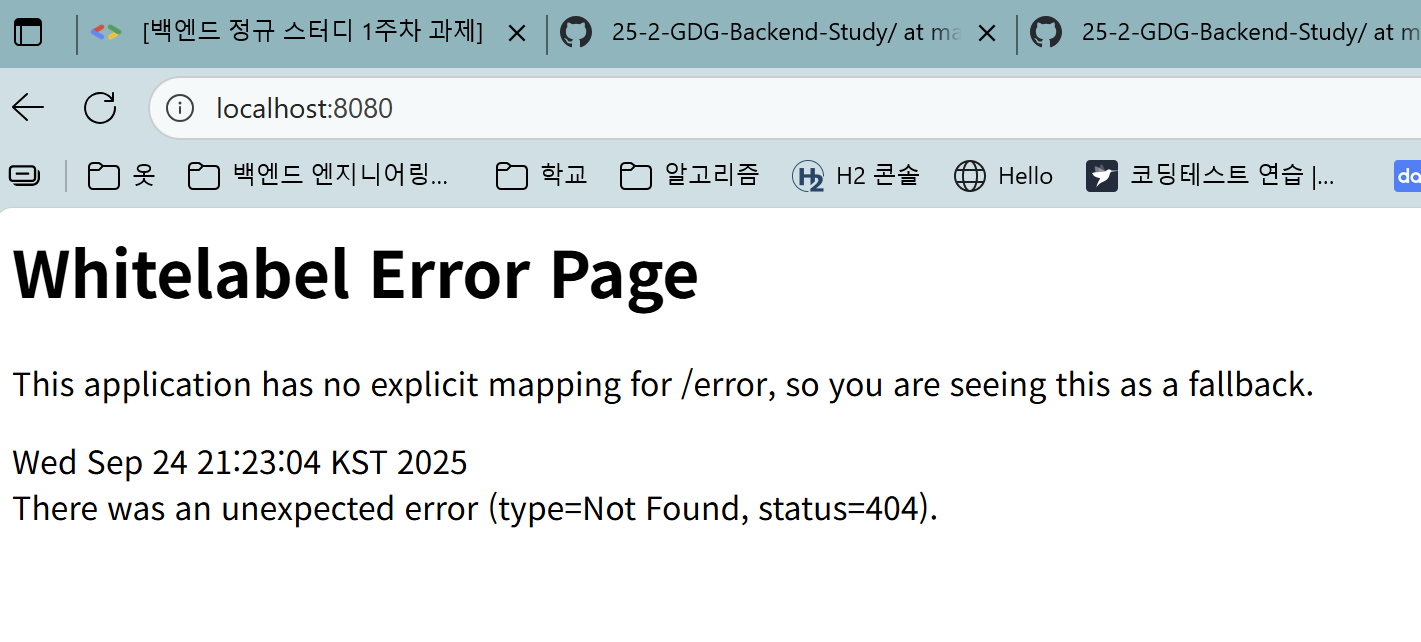 [백엔드 정규 스터디 1주차 과제]
25-2-GDG-Backend-Study/ at ma
25-2-GDG-Backend-Study/ at m
localhost:8080
옷
백엔드 엔지니어링...
학교
알고리즘
H2 콘솔
Hello
코딩테스트 연습 |...
do
Whitelabel Error Page
This application has no explicit mapping for /error, so you are seeing this as a fallback.
Wed Sep 24 21:23:04 KST 2025
There was an unexpected error (type=Not Found, status=404).